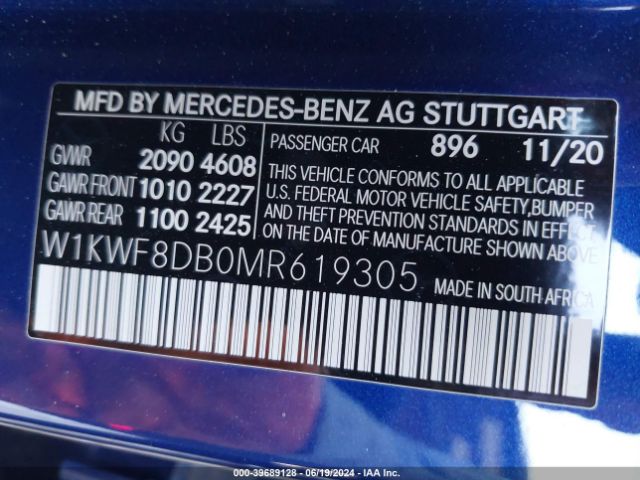 MFD BY MERCEDES-BENZ AG STUTTGART
KG LBS
GVWR 2090 4608
GAWR FRONT 1010 2227
GAWR REAR 1100 2425
PASSENGER CAR 896 11/20
THIS VEHICLE CONFORMS TO ALL APPLICABLE
U.S. FEDERAL MOTOR VEHICLE SAFETY,BUMPER
AND THEFT PREVENTION STANDARDS IN EFFECT
ON THE DATE OF MANUFACTURE SHOWN ABOVE.
W1KWF8DB0MR619305
MADE IN SOUTH AFRICA
000-39689128 - 06/19/2024 - IAA Inc.